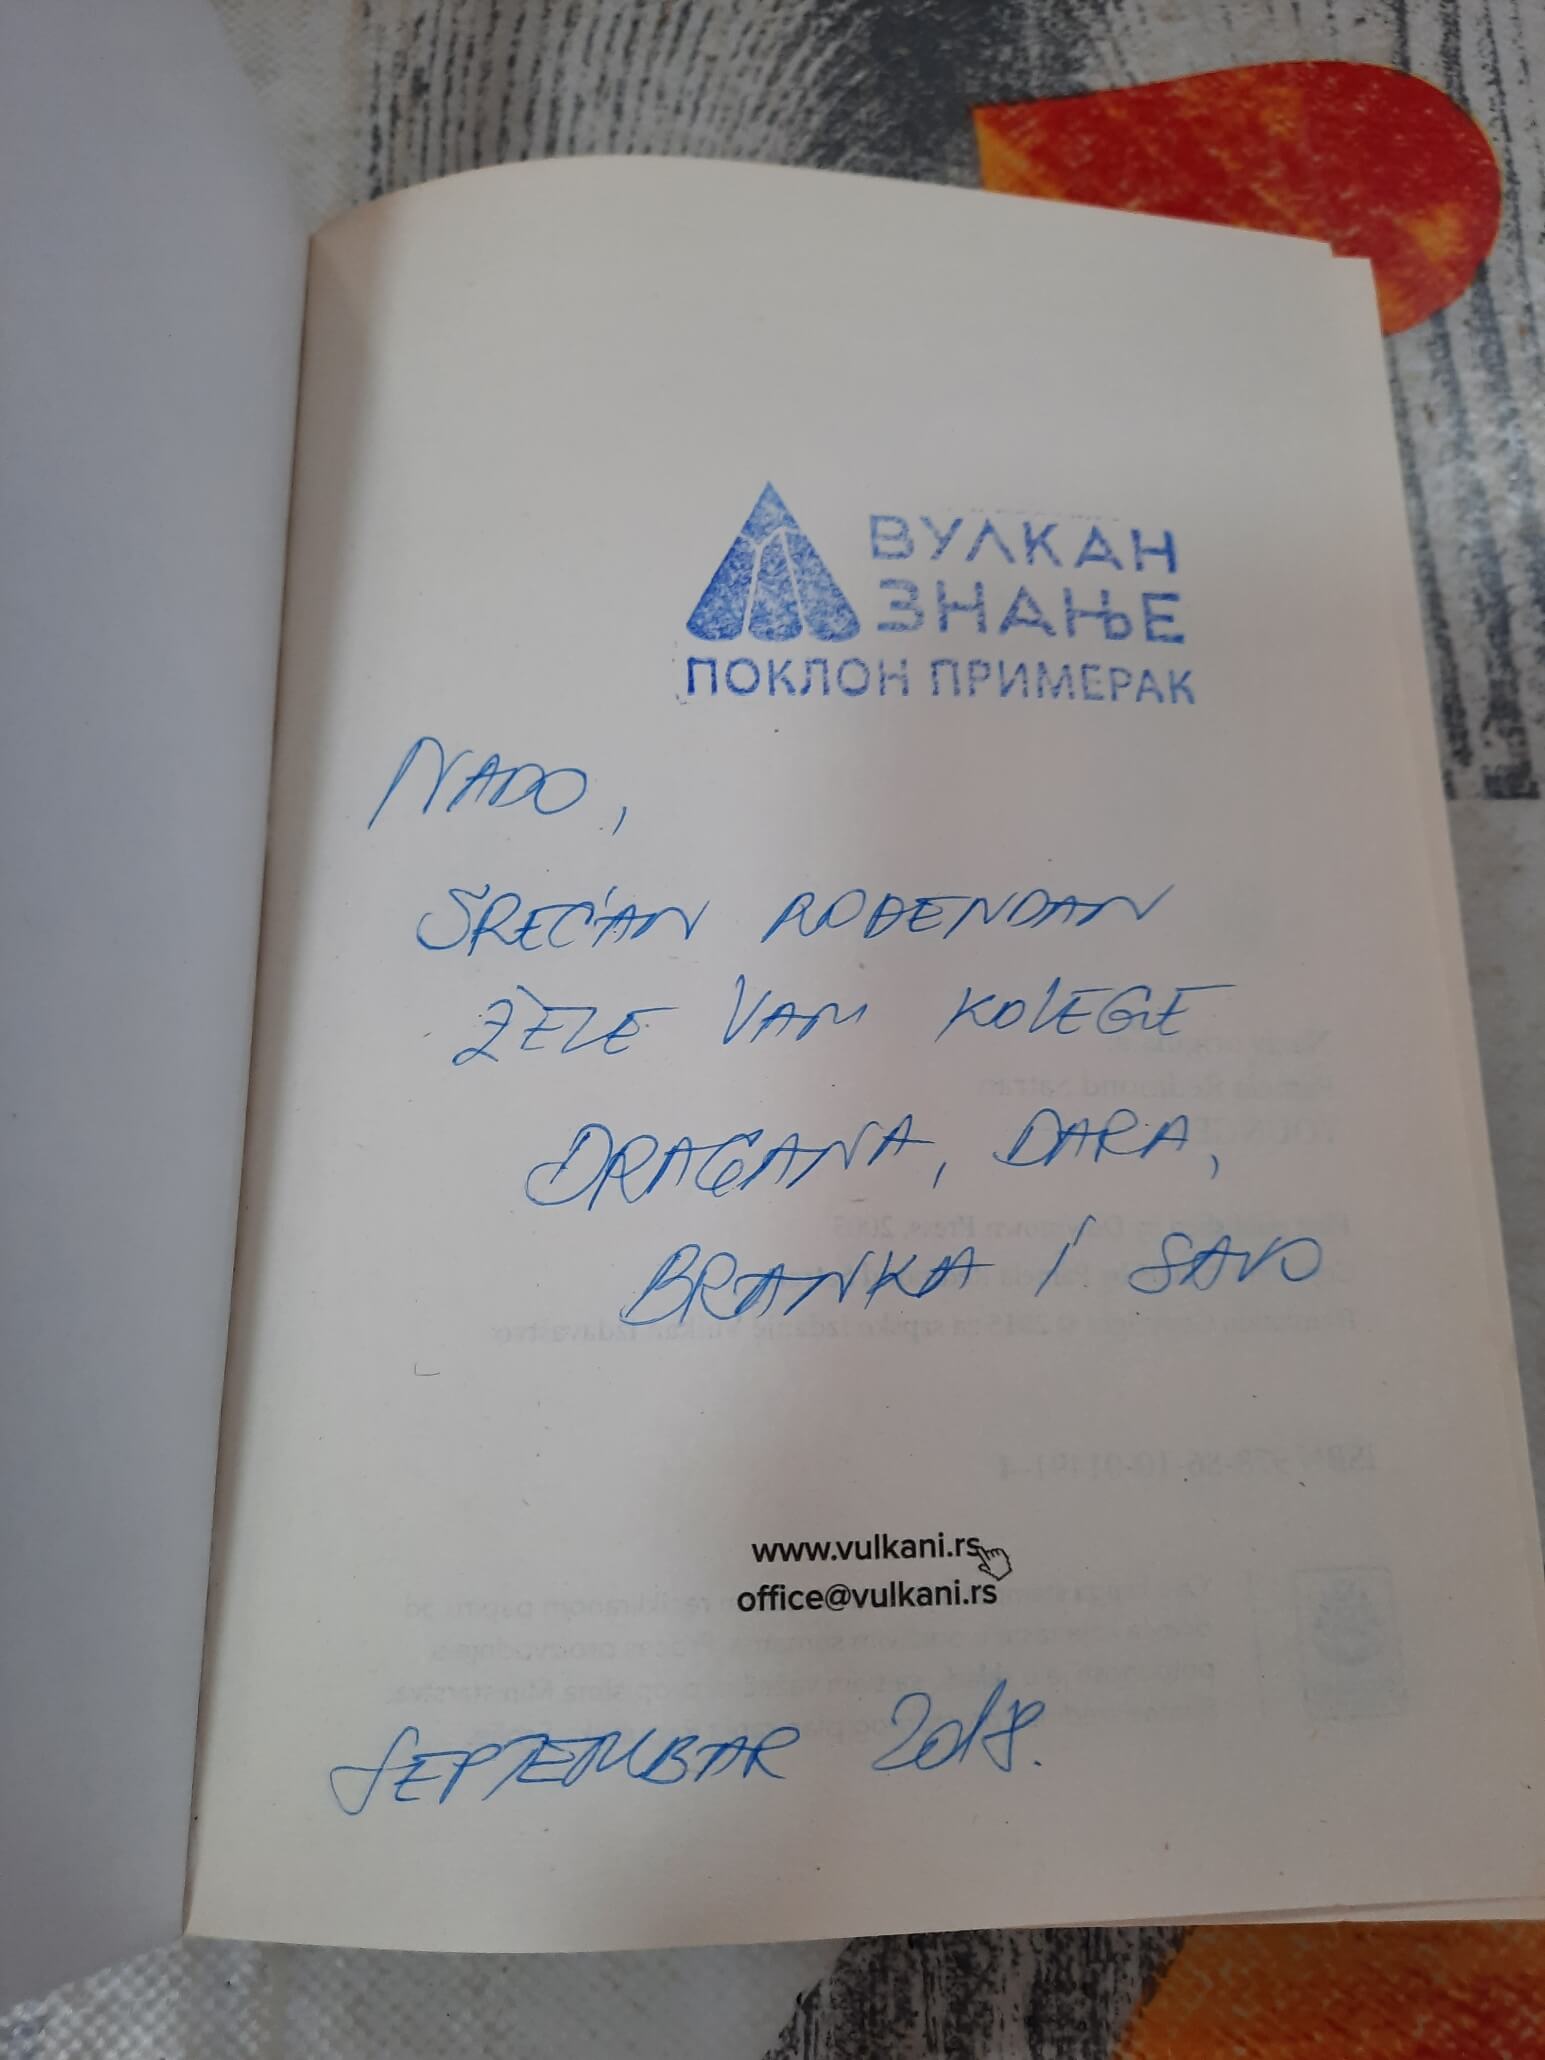 ВУЛКАН
ЗНАЊЕ
ПОКЛОН ПРИМЕРАК
NADO,
SREĆAN ROĐENDAN
ŽELE VAM KOLEGE
DRAGANA, DARA,
BRANKA I SAVO
www.vulkani.rs
office@vulkani.rs
SEPTEMBAR 2018.